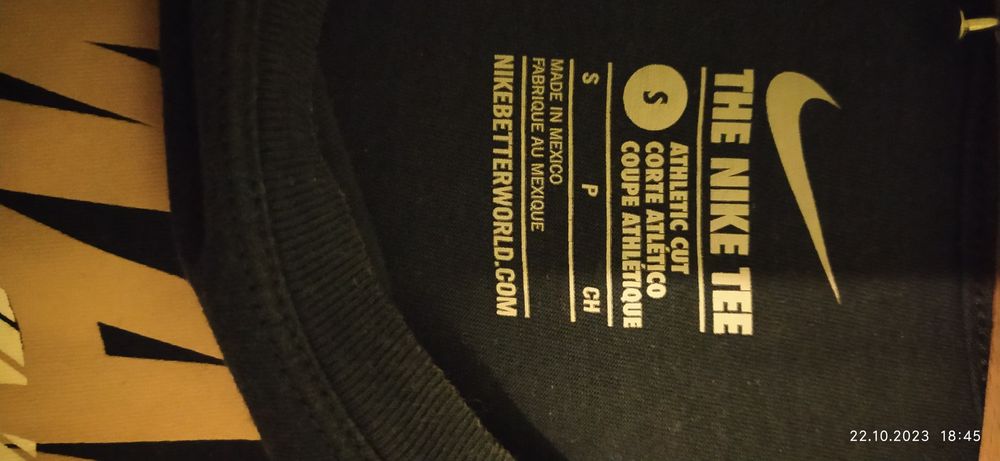 THE NIKE TEE
S
ATHLETIC CUT
CORTE ATLÉTICO
COUPE ATHLÉTIQUE
S P CH
MADE IN MEXICO
FABRIQUE AU MEXIQUE
NIKEBETTERWORLD.COM
22.10.2023 18:45